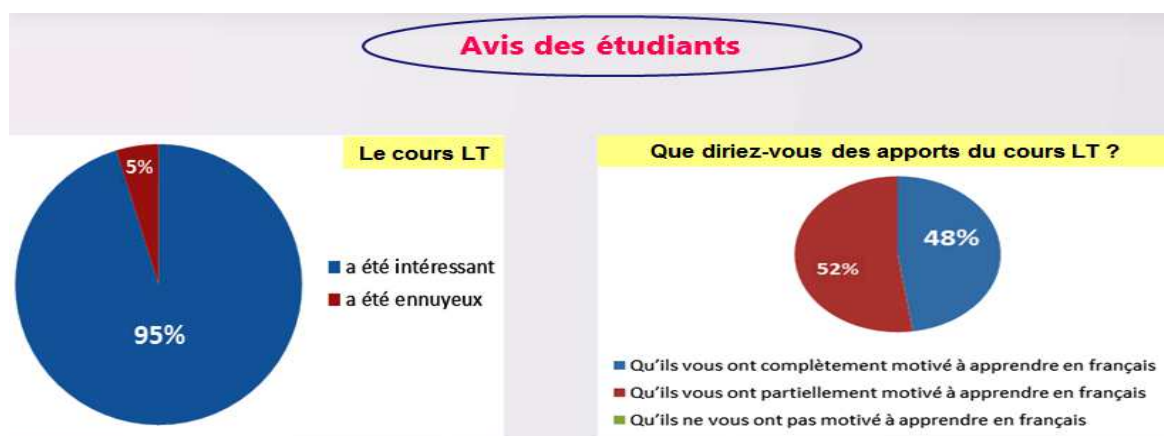 Avis des étudiants
Le cours LT
5%
95%
a été intéressant
a été ennuyeux
Que diriez-vous des apports du cours LT ?
48%
52%
Qu'ils vous ont complètement motivé à apprendre en français
Qu'ils vous ont partiellement motivé à apprendre en français
Qu'ils ne vous ont pas motivé à apprendre en français